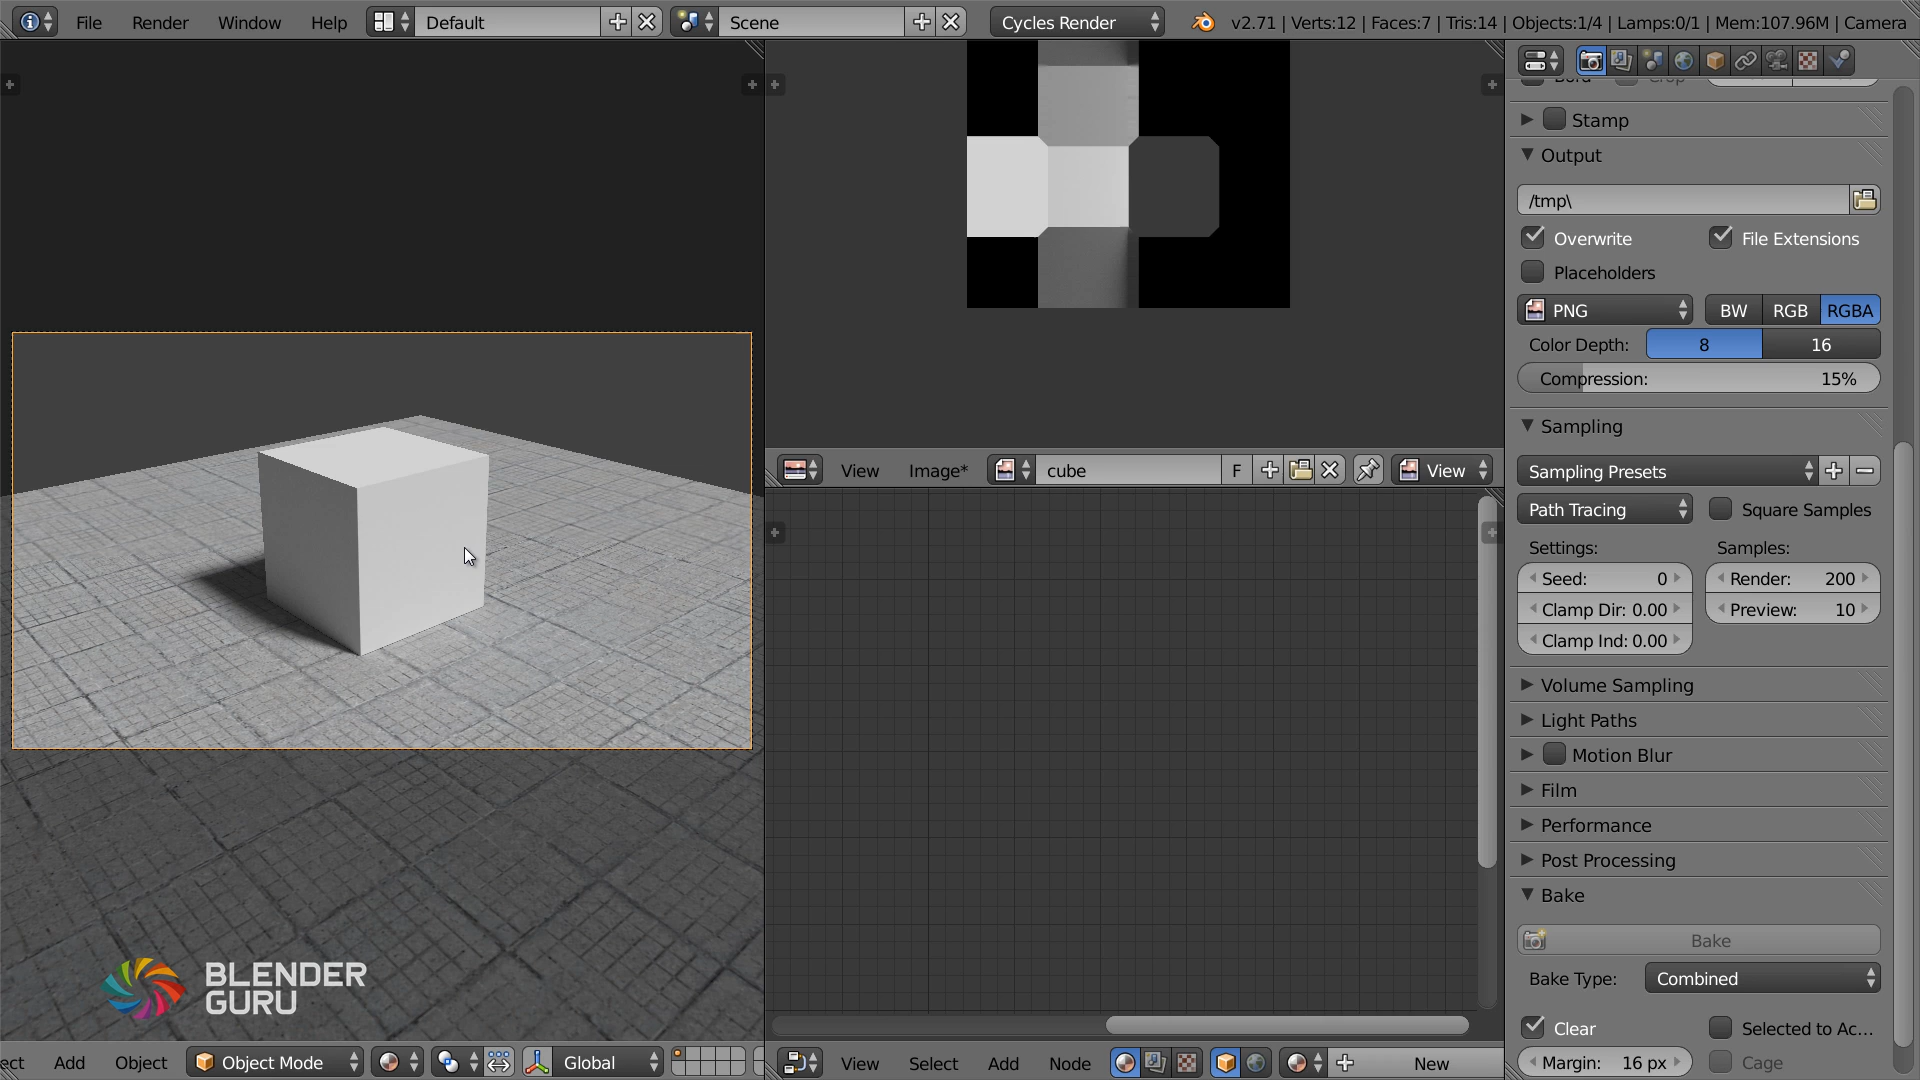 File Render Window Help Default Scene Cycles Render v2.71 | Verts:12 | Faces:7 | Tris:14 | Objects:1/4 | Lamps:0/1 | Mem:107.96M | Camera
Stamp
Output
/tmp\
Overwrite File Extensions
Placeholders
PNG BW RGB RGBA
Color Depth: 8 16
Compression: 15%
Sampling
Sampling Presets
Path Tracing Square Samples
Settings: Samples:
Seed: 0 Render: 200
Clamp Dir: 0.00 Preview: 10
Clamp Ind: 0.00
Volume Sampling
Light Paths
Motion Blur
Film
Performance
Post Processing
Bake
Bake
Bake Type: Combined
Clear Selected to Ac...
Margin: 16 px Cage
View Image* cube F View
BLENDER
GURU
ect Add Object Object Mode Global
View Select Add Node New